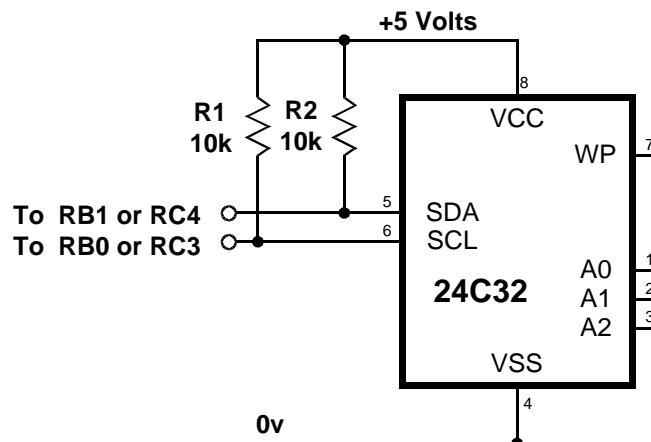 +5 Volts
8
R1
10k
R2
10k
VCC
WP
7
To RB1 or RC4
5
SDA
To RB0 or RC3
6
SCL
24C32
A0
1
A1
2
A2
3
VSS
4
0v